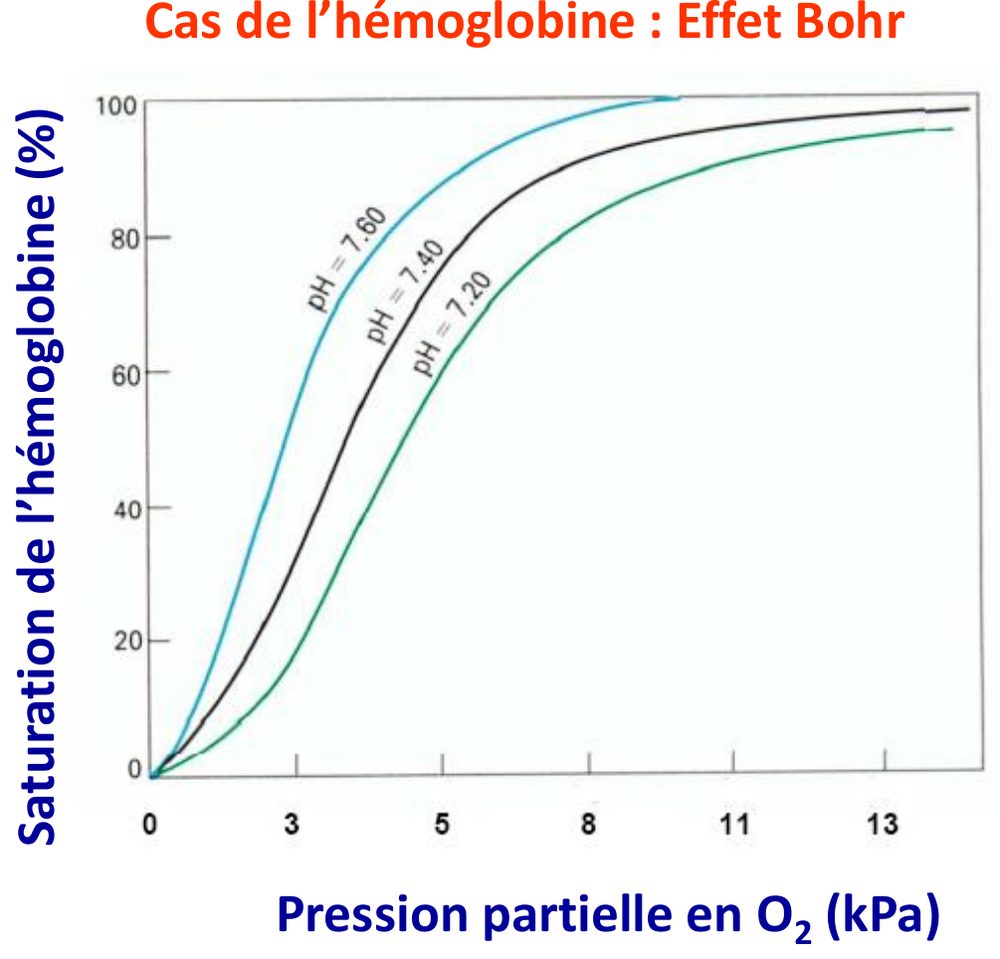 Cas de l’hémoglobine : Effet Bohr
Saturation de l’hémoglobine (%)
100
80
60
40
20
0
pH = 7.60
pH = 7.40
pH = 7.20
0 3 5 8 11 13
Pression partielle en O₂ (kPa)